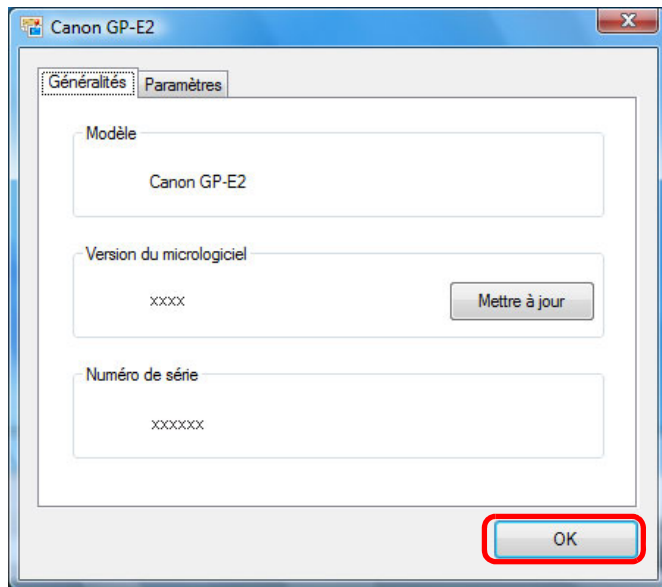 Canon GP-E2
Généralités Paramètres
Modèle
Canon GP-E2
Version du micrologiciel
xxxx Mettre à jour
Numéro de série
xxxxxx
OK